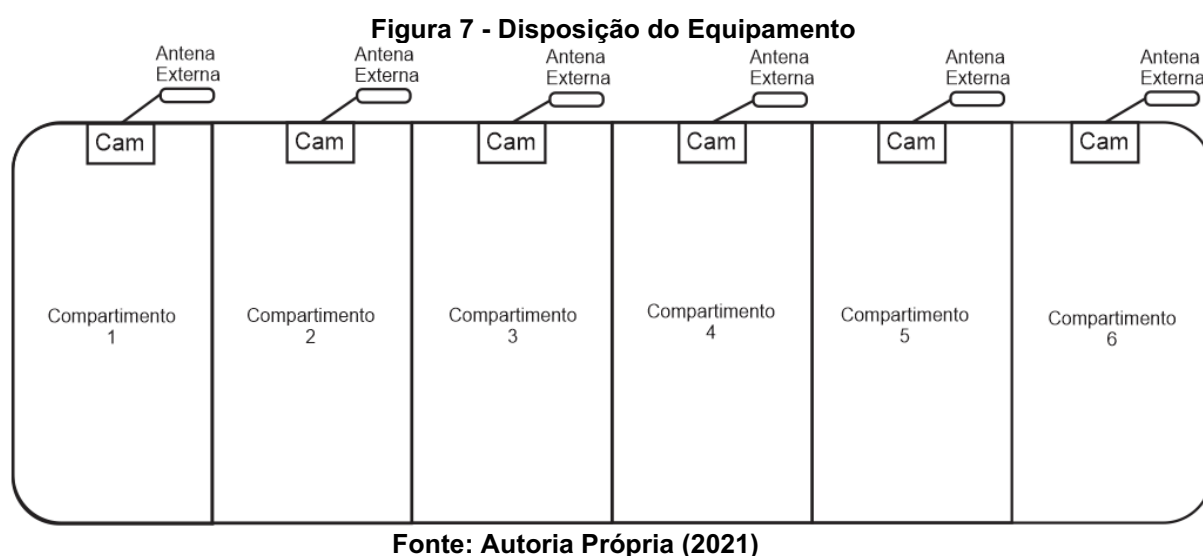 Figura 7 - Disposição do Equipamento
Antena
Externa
Antena
Externa
Antena
Externa
Antena
Externa
Antena
Externa
Antena
Externa
Cam
Cam
Cam
Cam
Cam
Cam
Compartimento
1
Compartimento
2
Compartimento
3
Compartimento
4
Compartimento
5
Compartimento
6
Fonte: Autoria Própria (2021)